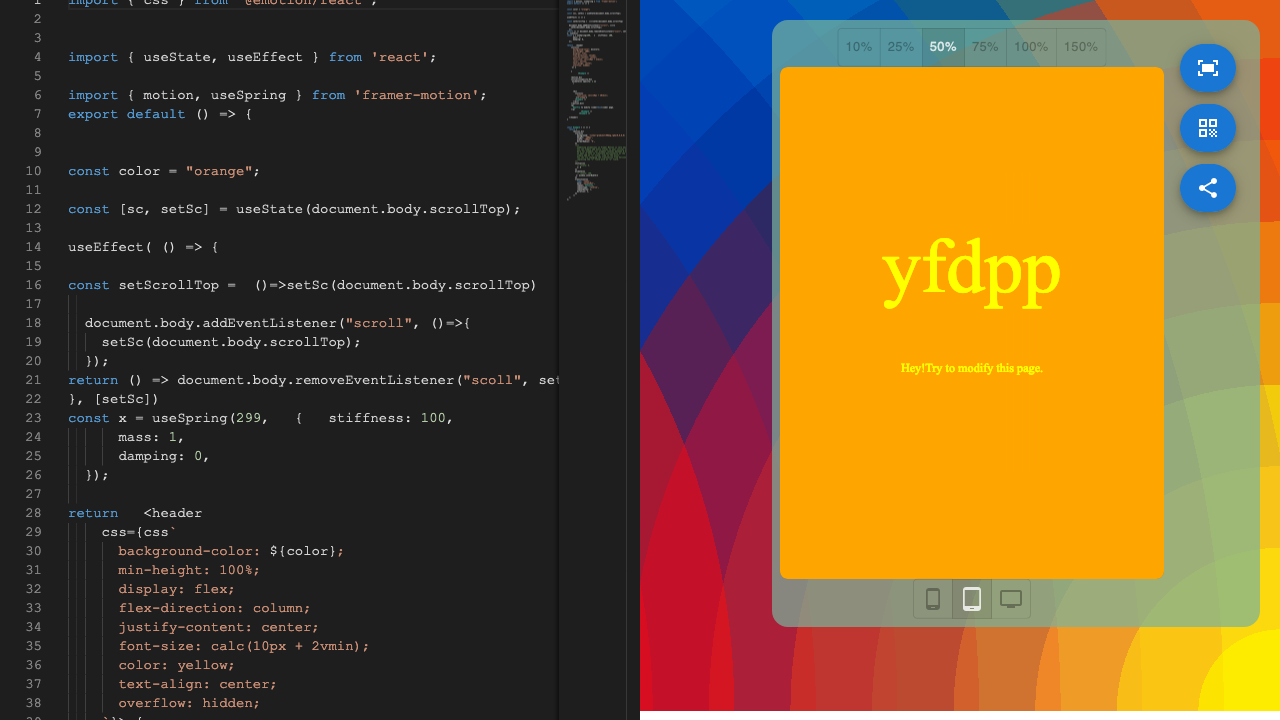 1 import { css } from "@emotion/react";
2
3
4 import { useState, useEffect } from 'react';
5
6 import { motion, useSpring } from 'framer-motion';
7 export default () => {
8
9
10 const color = "orange";
11
12 const [sc, setSc] = useState(document.body.scrollTop);
13
14 useEffect( () => {
15
16 const setScrollTop =  ()=>setSc(document.body.scrollTop)
17
18 document.body.addEventListener("scroll", ()=>{
19 setSc(document.body.scrollTop);
20 });
21 return () => document.body.removeEventListener("scoll", set
22 }, [setSc])
23 const x = useSpring(299,   {   stiffness: 100,
24 mass: 1,
25 damping: 0,
26 });
27
28 return   <header
29 css={css`
30 background-color: ${color};
31 min-height: 100%;
32 display: flex;
33 flex-direction: column;
34 justify-content: center;
35 font-size: calc(10px + 2vmin);
36 color: yellow;
37 text-align: center;
38 overflow: hidden;
10% 25% 50% 75% 100% 150%
yfdpp
Hey!Try to modify this page.